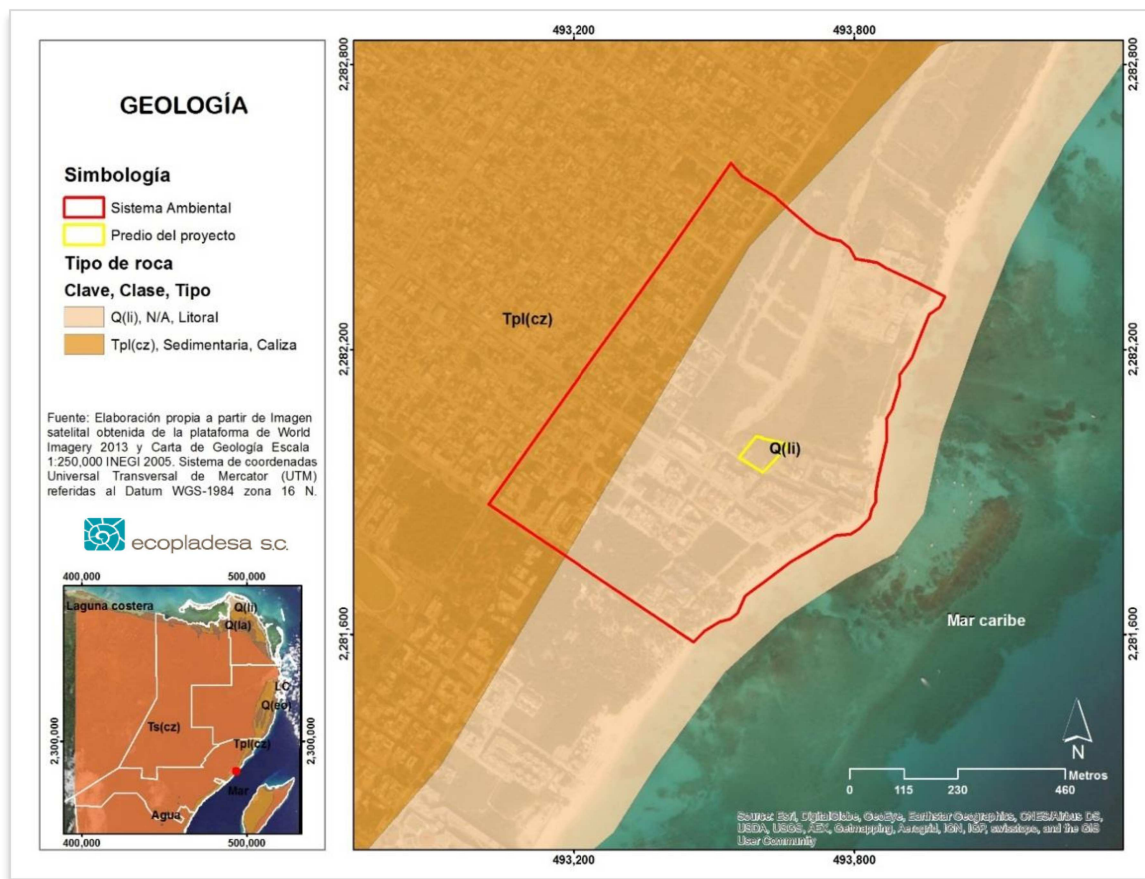 GEOLOGÍA
Simbología
Sistema Ambiental
Predio del proyecto
Tipo de roca
Clave, Clase, Tipo
Q(li), N/A, Litoral
Tpl(cz), Sedimentaria, Caliza
Fuente: Elaboración propia a partir de Imagen
satelital obtenida de la plataforma de World
Imagery 2013 y Carta de Geología Escala
1:250,000 INEGI 2005. Sistema de coordenadas
Universal Transversal de Mercator (UTM)
referidas al Datum WGS-1984 zona 16 N.
ecopladesa s.c.
400,000 500,000
Laguna costera
Q(li)
Q(la)
LC
Q(eo)
Ts(cz)
Tpl(cz)
2,300,000
2,300,000
Mar
Agua
400,000 500,000
493,200 493,800
2,282,800
2,282,800
Tpl(cz)
2,282,200
2,282,200
Q(li)
2,281,600
2,281,600
Mar caribe
N
Metros
0 115 230 460
Source: Esri, DigitalGlobe, GeoEye, Earthstar Geographics, CNES/Airbus DS,
USDA, USGS, AEX, Getmapping, Aerogrid, IGN, IGP, swisstopo, and the GIS
User Community
493,200 493,800